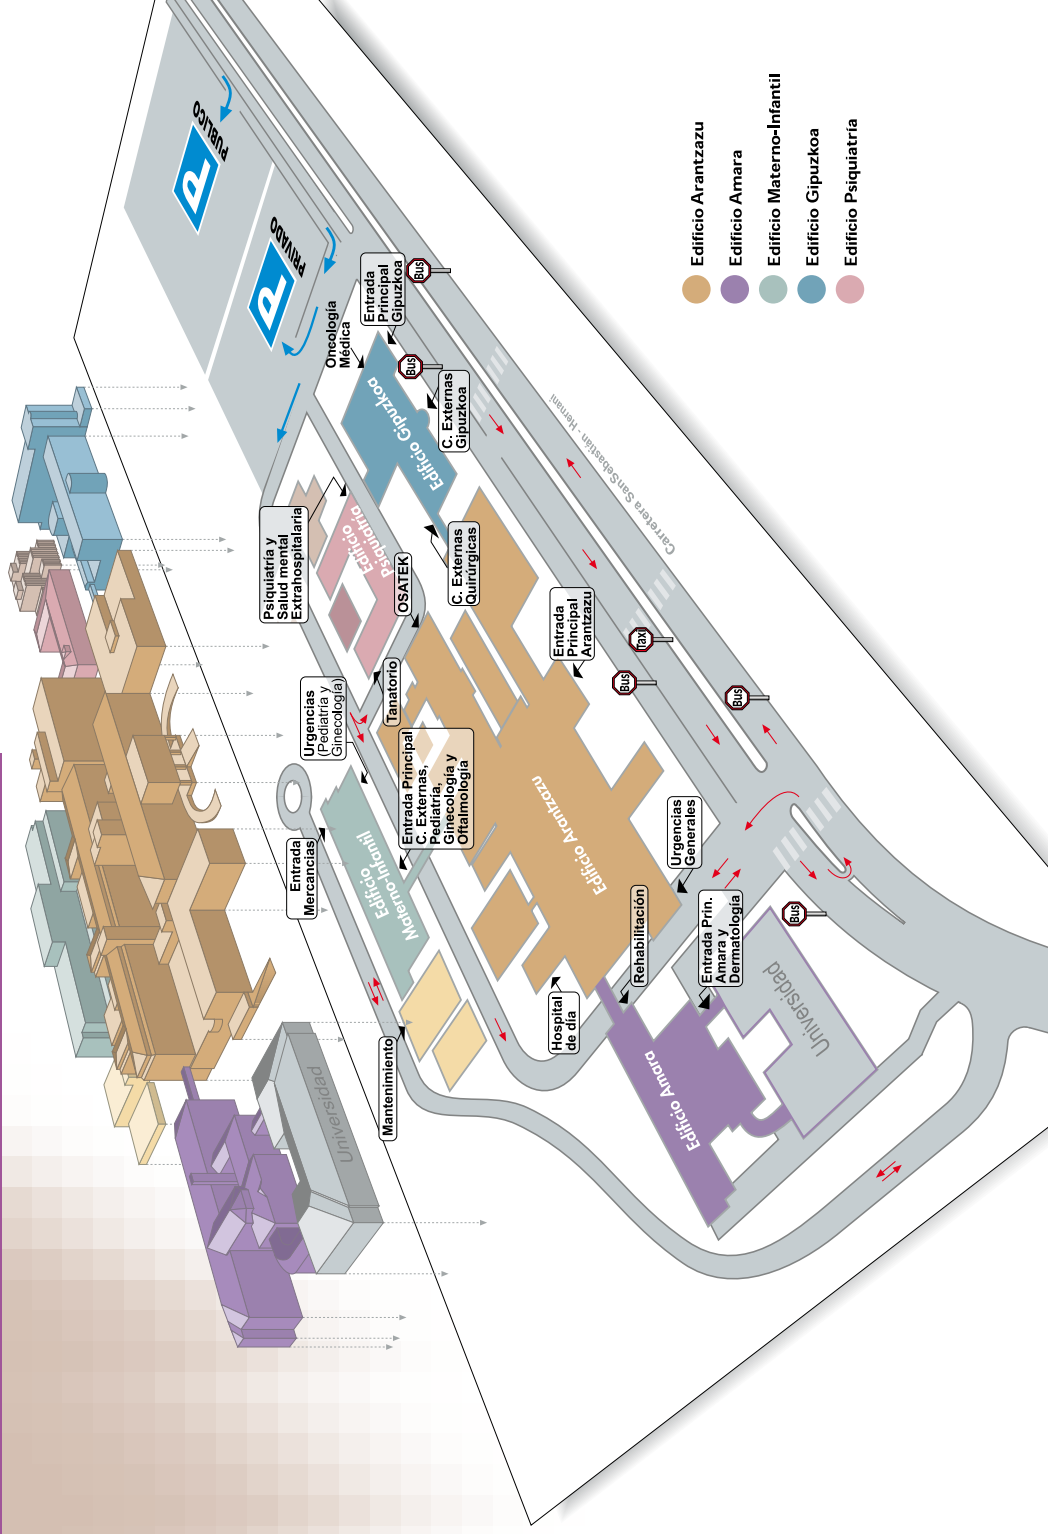 PUBLICO
P
PRIVADO
P
Oncología
Médica
Entrada
Principal
Gipuzkoa
Bus
Bus
C. Externas
Gipuzkoa
Edificio Gipuzkoa
Psiquiatría y
Salud mental
Extrahospitalaria
Edificio
Psiquiatría
OSATEK
C. Externas
Quirúrgicas
Carretera SanSebastián - Hernani
Urgencias
(Pediatría y
Ginecología)
Tanatorio
Entrada
Principal
Arantzazu
Taxi
Bus
Bus
Entrada
Mercancías
Edificio
Materno-Infantil
Entrada Principal
C. Externas,
Pediatría,
Ginecología y
Oftalmología
Edificio Arantzazu
Urgencias
Generales
Rehabilitación
Entrada Prin.
Amara y
Dermatología
Bus
Hospital
de día
Mantenimiento
Edificio Amara
Universidad
Universidad
Edificio Arantzazu
Edificio Amara
Edificio Materno-Infantil
Edificio Gipuzkoa
Edificio Psiquiatría